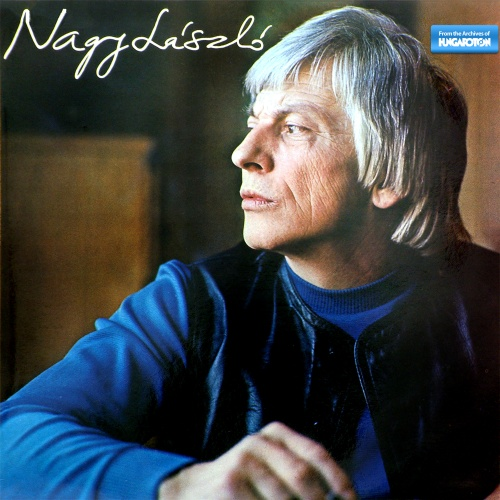 Nagy László
From the Archives of
HUNGAROTON